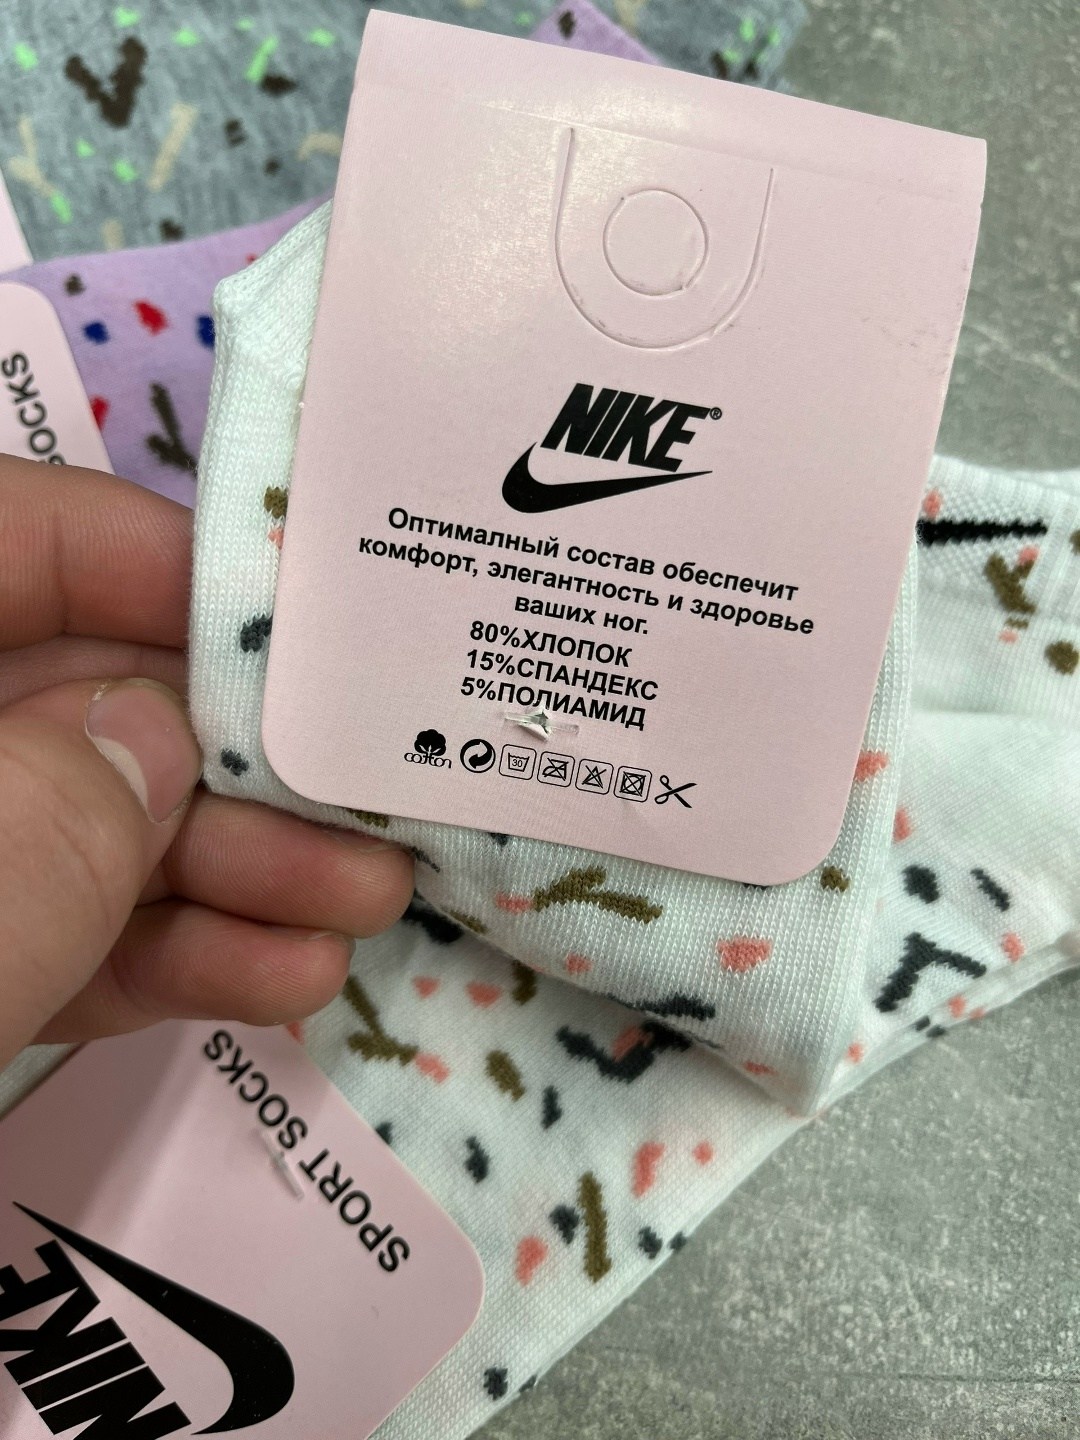 NIKE®
Оптималный состав обеспечит
комфорт, элегантность и здоровье
ваших ног.
80%ХЛОПОК
15%СПАНДЕКС
5%ПОЛИАМИД
cotton
30
SOCKS
SPORT SOCKS
NIKE